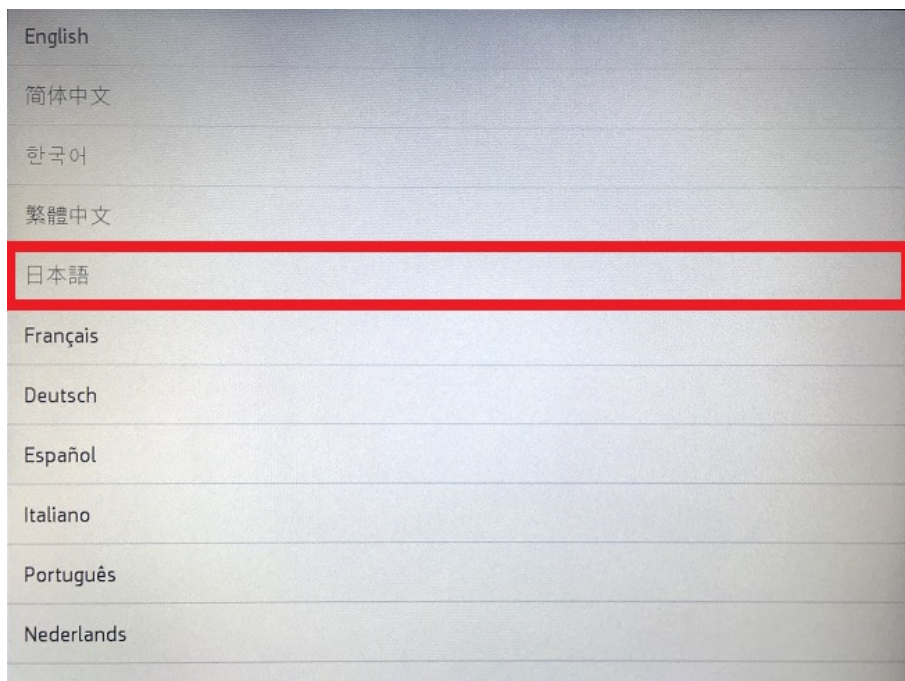 English
简体中文
한국어
繁體中文
日本語
Français
Deutsch
Español
Italiano
Português
Nederlands